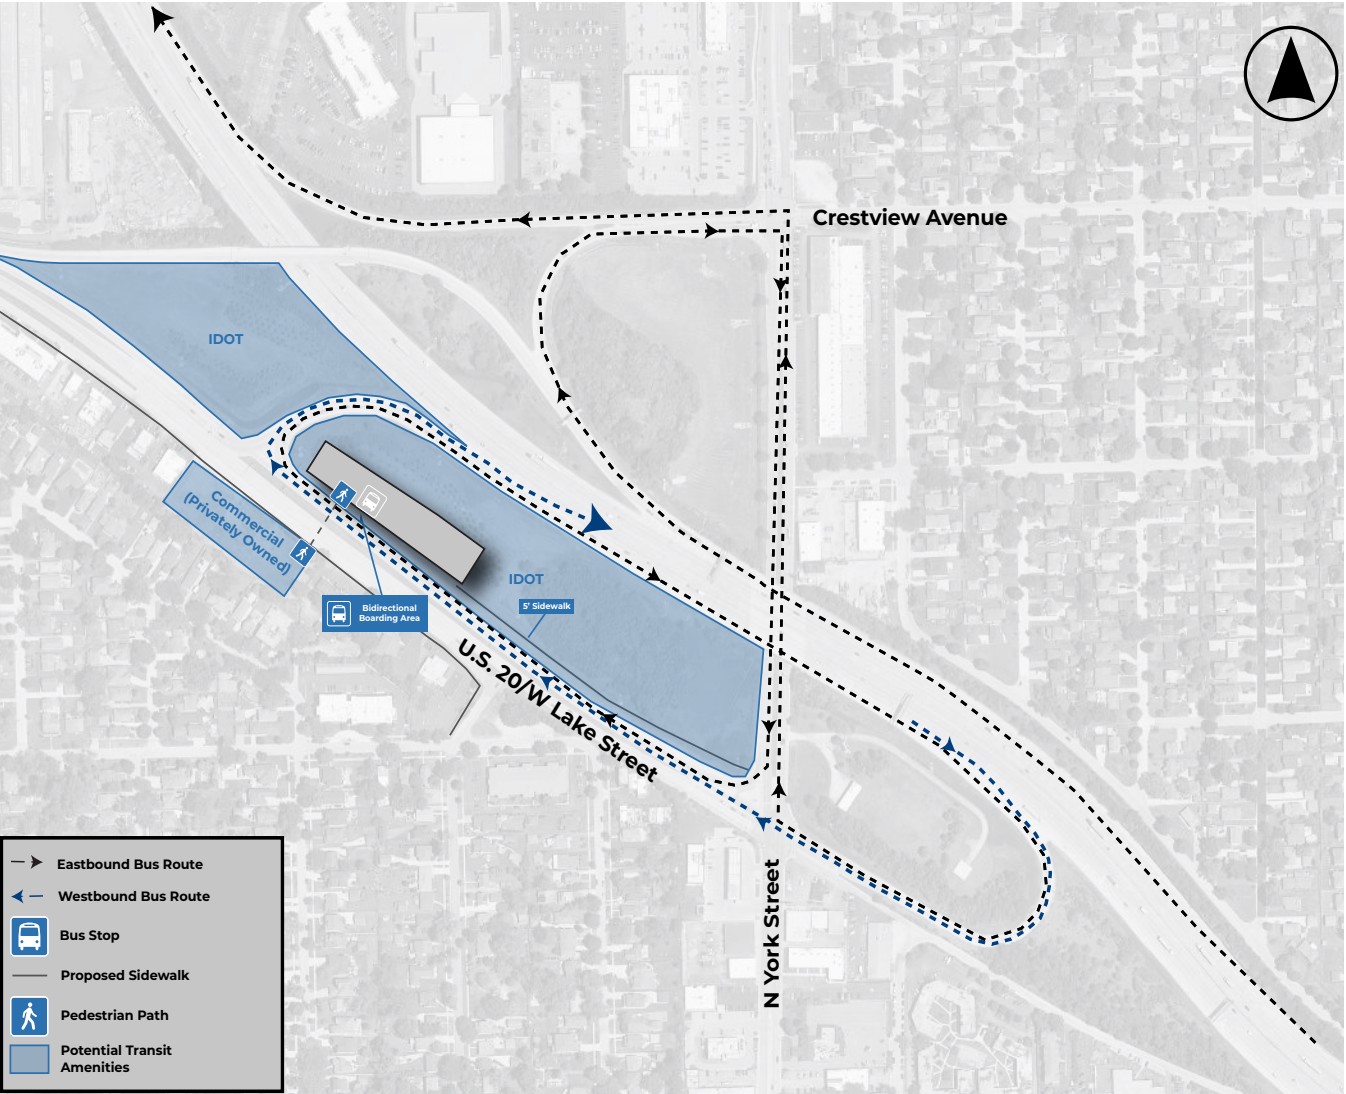 Crestview Avenue
IDOT
Commercial
(Privately Owned)
IDOT
5' Sidewalk
Bidirectional
Boarding Area
U.S. 20/W Lake Street
N York Street
Eastbound Bus Route
Westbound Bus Route
Bus Stop
Proposed Sidewalk
Pedestrian Path
Potential Transit
Amenities